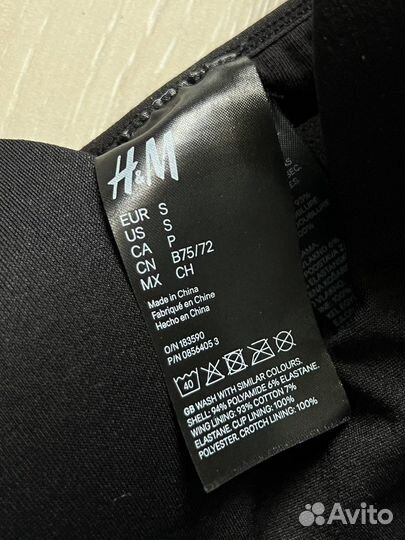 H&M
EUR S
US S
CA P
CN B75/72
MX CH
Made in China
Fabriqué en Chine
Hecho en China
O/N 183590
P/N 0856405 3
40
GB WASH WITH SIMILAR COLOURS.
SHELL: 94% POLYAMIDE 6% ELASTANE.
WING LINING: 93% COTTON 7%
ELASTANE. CUP LINING: 100%
POLYESTER. CROTCH LINING: 100%
Avito